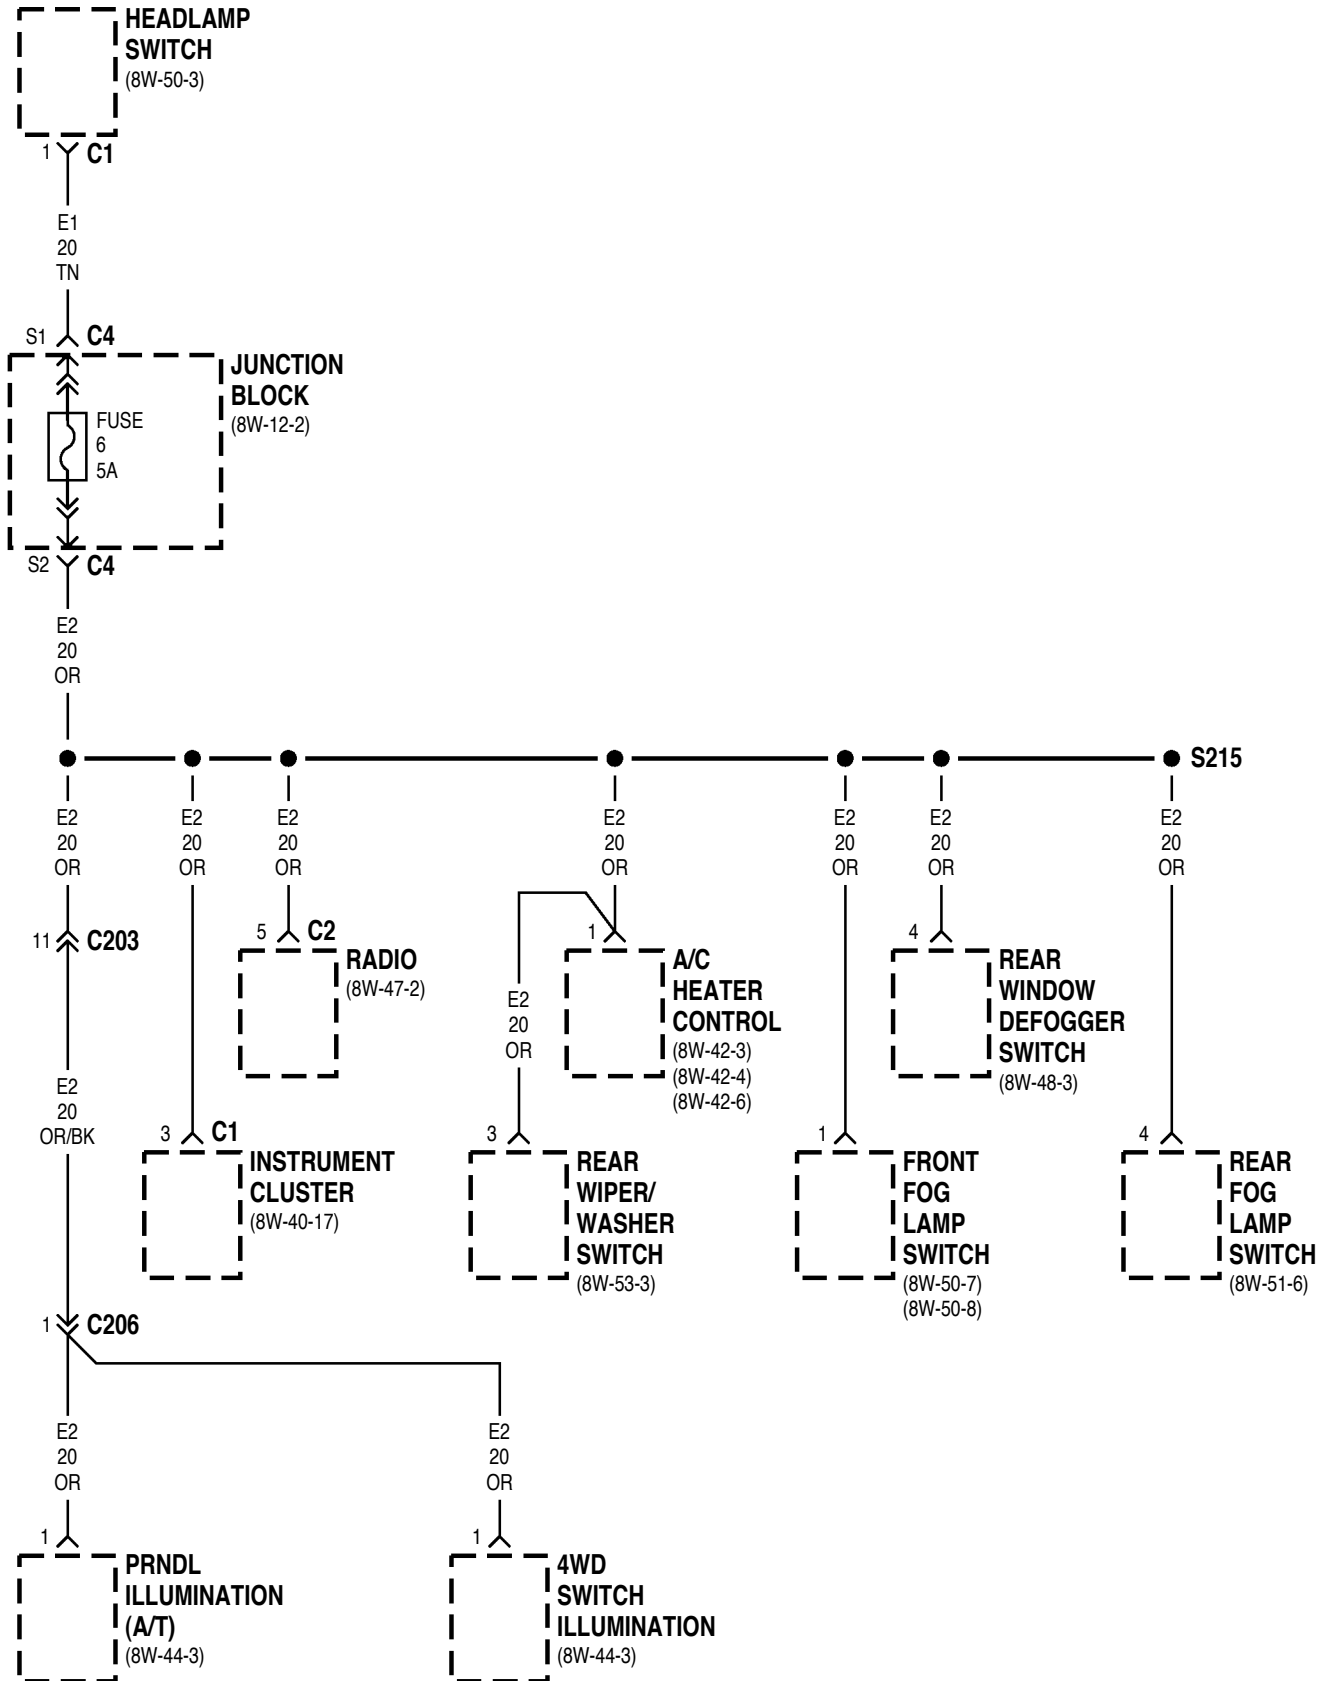 HEADLAMP
SWITCH
(8W-50-3)
1 C1
E1
20
TN
S1 C4
JUNCTION
BLOCK
(8W-12-2)
FUSE
6
5A
S2 C4
E2
20
OR
S215
E2 E2 E2 E2 E2 E2 E2
20 20 20 20 20 20 20
OR OR OR OR OR OR OR
11 C203
5 C2
RADIO
(8W-47-2)
1
A/C
HEATER
CONTROL
(8W-42-3)
(8W-42-4)
(8W-42-6)
4
REAR
WINDOW
DEFOGGER
SWITCH
(8W-48-3)
E2
20
OR
E2
20
OR/BK
3 C1
INSTRUMENT
CLUSTER
(8W-40-17)
3
REAR
WIPER/
WASHER
SWITCH
(8W-53-3)
1
FRONT
FOG
LAMP
SWITCH
(8W-50-7)
(8W-50-8)
4
REAR
FOG
LAMP
SWITCH
(8W-51-6)
1 C206
E2 E2
20 20
OR OR
1
PRNDL
ILLUMINATION
(A/T)
(8W-44-3)
1
4WD
SWITCH
ILLUMINATION
(8W-44-3)